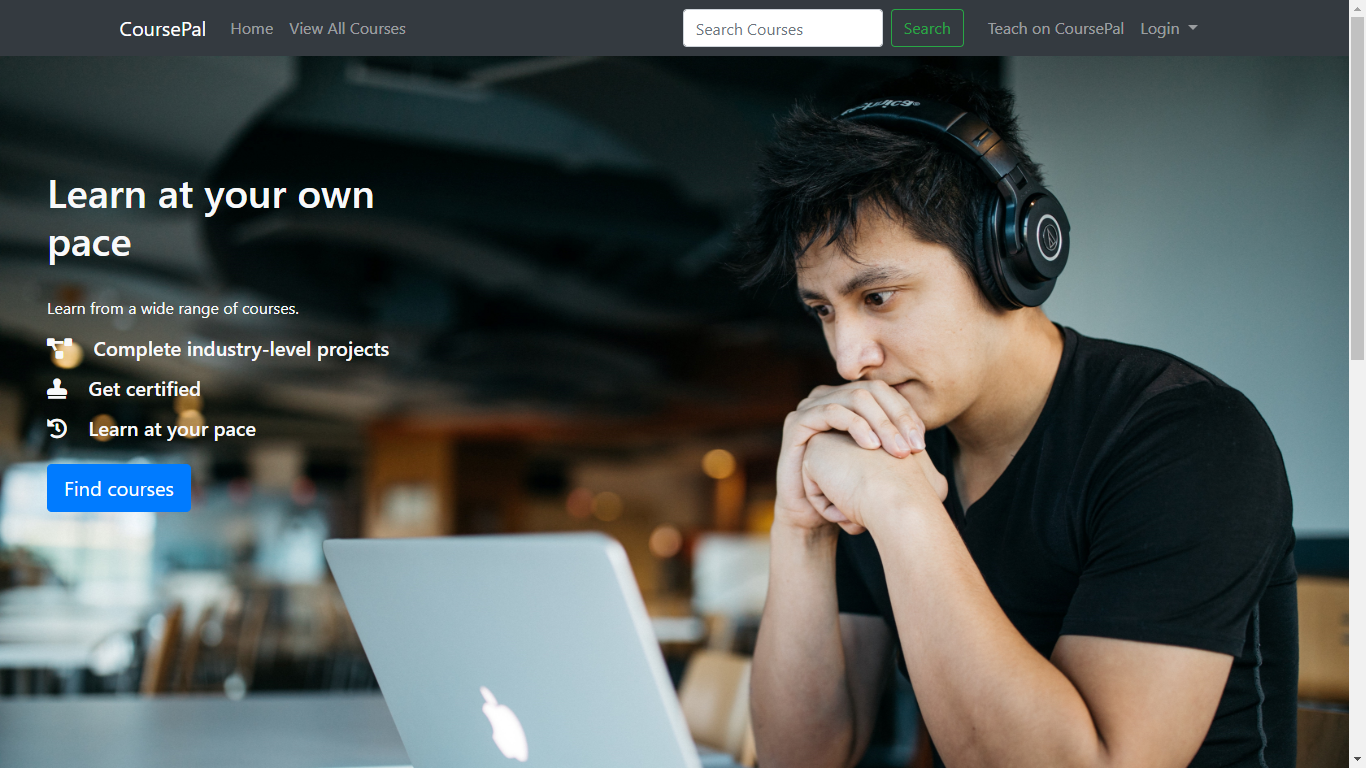 CoursePal Home View All Courses Search Courses Search Teach on CoursePal Login
Learn at your own
pace
Learn from a wide range of courses.
Complete industry-level projects
Get certified
Learn at your pace
Find courses